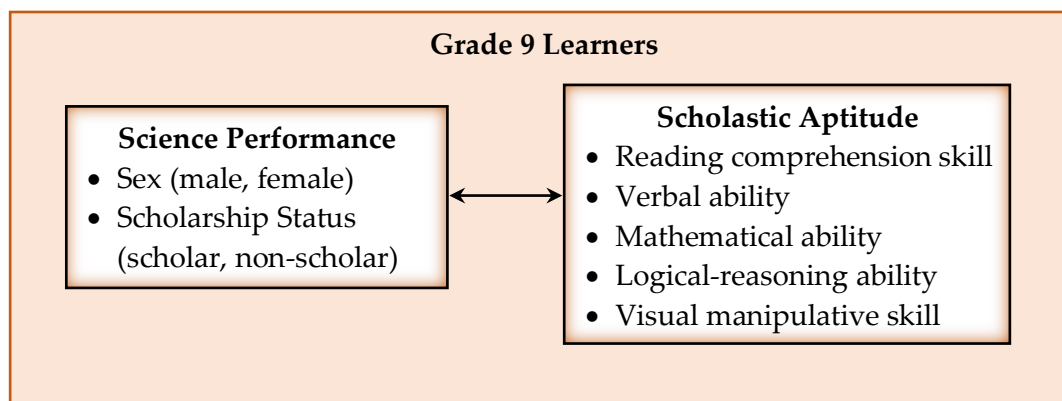 Grade 9 Learners
Science Performance
• Sex (male, female)
• Scholarship Status
(scholar, non-scholar)
Scholastic Aptitude
• Reading comprehension skill
• Verbal ability
• Mathematical ability
• Logical-reasoning ability
• Visual manipulative skill